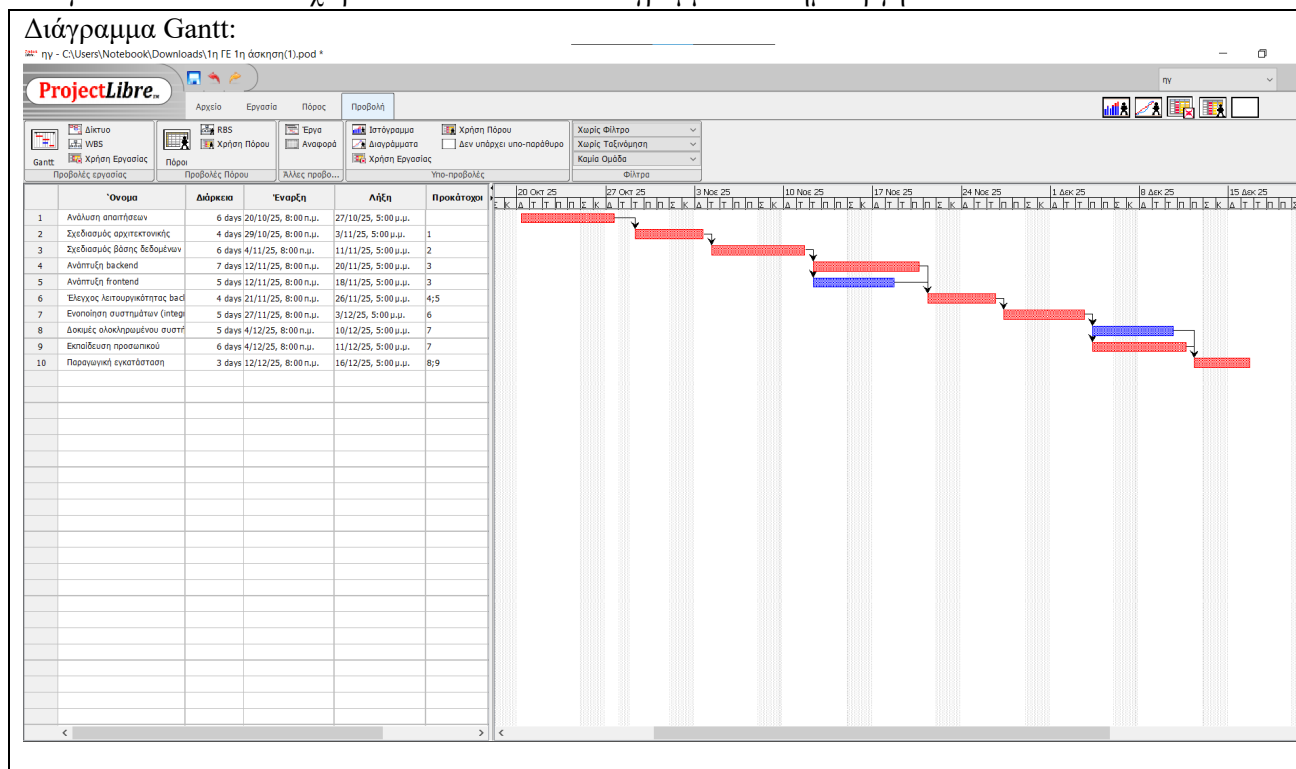 Διάγραμμα Gantt:
ηγ - C:\Users\Notebook\Downloads\1η ΓΕ 1η άσκηση(1).pod *
ProjectLibre
ηγ
Αρχείο Εργασία Πόρος Προβολή
Gantt
Δίκτυο
WBS
Χρήση Εργασίας
Προβολές εργασίας
Πόροι
RBS
Χρήση Πόρου
Προβολές Πόρου
Έργα
Αναφορά
Άλλες προβο...
Ιστόγραμμα
Διαγράμματα
Χρήση Εργασίας
Χρήση Πόρου
Δεν υπάρχει υπο-παράθυρο
Υπο-προβολές
Χωρίς Φίλτρο
Χωρίς Ταξινόμηση
Καμία Ομάδα
Φίλτρα
Όνομα Διάρκεια Έναρξη Λήξη Προκάτοχοι
20 Οκτ 25 27 Οκτ 25 3 Νοε 25 10 Νοε 25 17 Νοε 25 24 Νοε 25 1 Δεκ 25 8 Δεκ 25 15 Δεκ 25
Σ Κ Δ Τ Τ Π Π Σ Κ Δ Τ Τ Π Π Σ Κ Δ Τ Τ Π Π Σ Κ Δ Τ Τ Π Π Σ Κ Δ Τ Τ Π Π Σ Κ Δ Τ Τ Π Π Σ Κ Δ Τ Τ Π Π Σ Κ Δ Τ Τ Π Π Σ Κ Δ Τ Τ Π Π Σ
1 Ανάλυση απαιτήσεων 6 days 20/10/25, 8:00 π.μ. 27/10/25, 5:00 μ.μ.
2 Σχεδιασμός αρχιτεκτονικής 4 days 29/10/25, 8:00 π.μ. 3/11/25, 5:00 μ.μ. 1
3 Σχεδιασμός βάσης δεδομένων 6 days 4/11/25, 8:00 π.μ. 11/11/25, 5:00 μ.μ. 2
4 Ανάπτυξη backend 7 days 12/11/25, 8:00 π.μ. 20/11/25, 5:00 μ.μ. 3
5 Ανάπτυξη frontend 5 days 12/11/25, 8:00 π.μ. 18/11/25, 5:00 μ.μ. 3
6 Έλεγχος λειτουργικότητας bac 4 days 21/11/25, 8:00 π.μ. 26/11/25, 5:00 μ.μ. 4;5
7 Ενοποίηση συστημάτων (integ 5 days 27/11/25, 8:00 π.μ. 3/12/25, 5:00 μ.μ. 6
8 Δοκιμές ολοκληρωμένου συστή 5 days 4/12/25, 8:00 π.μ. 10/12/25, 5:00 μ.μ. 7
9 Εκπαίδευση προσωπικού 6 days 4/12/25, 8:00 π.μ. 11/12/25, 5:00 μ.μ. 7
10 Παραγωγική εγκατάσταση 3 days 12/12/25, 8:00 π.μ. 16/12/25, 5:00 μ.μ. 8;9